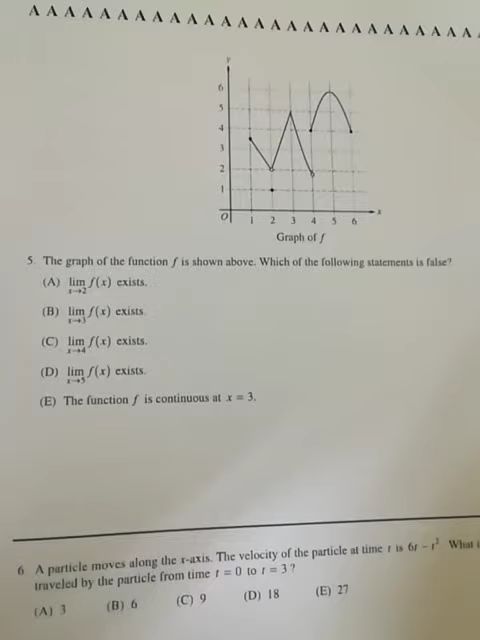 A A A A A A A A A A A A A A A A A A A A A A A A A A
y
6
5
4
3
2
1
O 1 2 3 4 5 6 x
Graph of f
5. The graph of the function f is shown above. Which of the following statements is false?
(A) lim x→2 f(x) exists.
(B) lim x→3 f(x) exists.
(C) lim x→4 f(x) exists.
(D) lim x→5 f(x) exists.
(E) The function f is continuous at x = 3.
6 A particle moves along the x-axis. The velocity of the particle at time t is 6t − t² What
traveled by the particle from time t = 0 to t = 3 ?
(A) 3 (B) 6 (C) 9 (D) 18 (E) 27